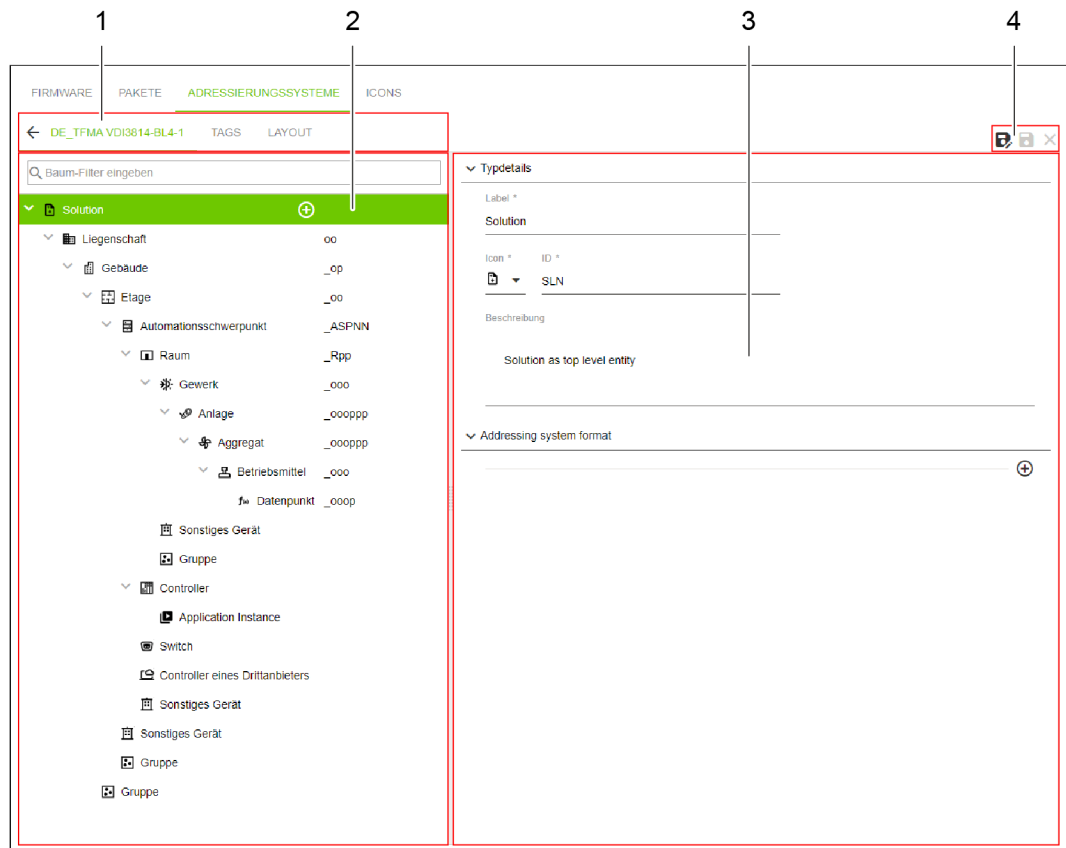 1 2 3 4
FIRMWARE PAKETE ADRESSIERUNGSSYSTEME ICONS
DE_TFMA VDI3814-BL4-1 TAGS LAYOUT
Baum-Filter eingeben
Solution
Liegenschaft oo
Gebäude _op
Etage _oo
Automationsschwerpunkt _ASPNN
Raum _Rpp
Gewerk _ooo
Anlage _oooppp
Aggregat _oooppp
Betriebsmittel _ooo
Datenpunkt _ooop
Sonstiges Gerät
Gruppe
Controller
Application Instance
Switch
Controller eines Drittanbieters
Sonstiges Gerät
Sonstiges Gerät
Gruppe
Gruppe
Typdetails
Label *
Solution
Icon * ID *
SLN
Beschreibung
Solution as top level entity
Addressing system format